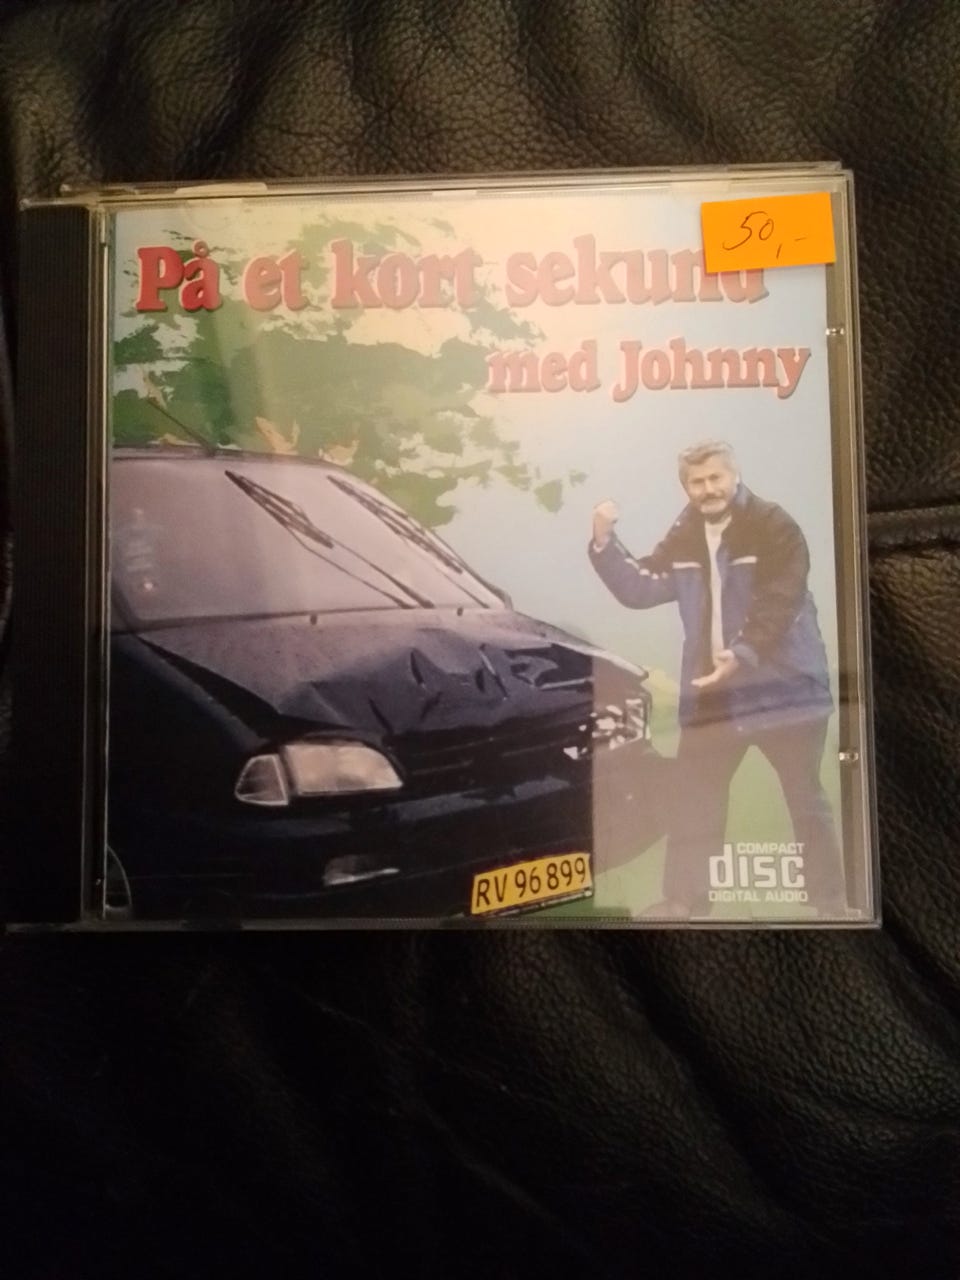 På et kort sekund
50,-
med Johnny
RV 96 899
COMPACT
disc
DIGITAL AUDIO